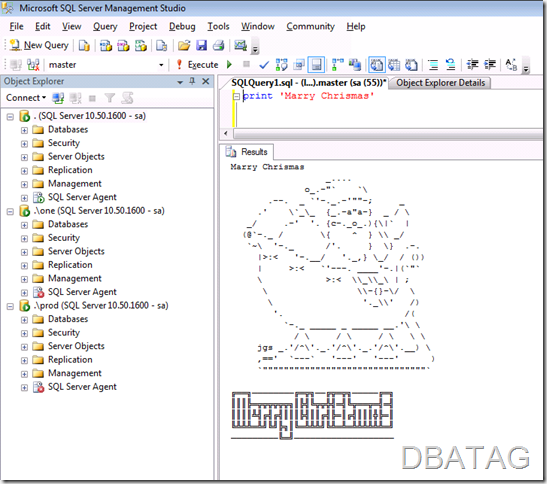 Microsoft SQL Server Management Studio
File Edit View Query Project Debug Tools Window Community Help
New Query
master Execute
Object Explorer
Connect
. (SQL Server 10.50.1600 - sa)
Databases
Security
Server Objects
Replication
Management
SQL Server Agent
.\one (SQL Server 10.50.1600 - sa)
Databases
Security
Server Objects
Replication
Management
SQL Server Agent
.\prod (SQL Server 10.50.1600 - sa)
Databases
Security
Server Objects
Replication
Management
SQL Server Agent
SQLQuery1.sql - (l...).master (sa (55))* Object Explorer Details
print 'Marry Chrismas'
Results
Marry Chrismas
jgs
DBATAG